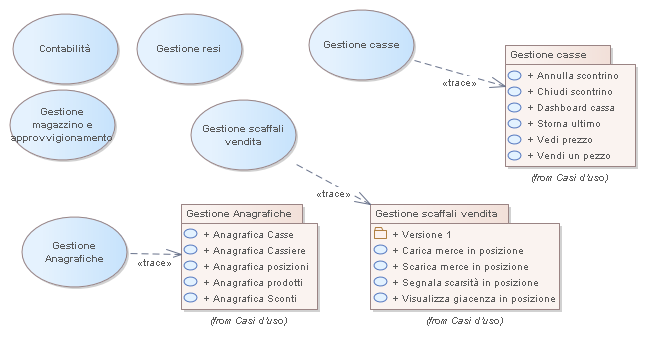 Contabilità
Gestione resi
Gestione casse
Gestione
magazzino e
approvvigionamento
Gestione scaffali
vendita
Gestione
Anagrafiche
«trace»
Gestione casse
+ Annulla scontrino
+ Chiudi scontrino
+ Dashboard cassa
+ Storna ultimo
+ Vedi prezzo
+ Vendi un pezzo
(from Casi d'uso)
«trace»
«trace»
Gestione Anagrafiche
+ Anagrafica Casse
+ Anagrafica Cassiere
+ Anagrafica posizioni
+ Anagrafica prodotti
+ Anagrafica Sconti
(from Casi d'uso)
Gestione scaffali vendita
+ Versione 1
+ Carica merce in posizione
+ Scarica merce in posizione
+ Segnala scarsità in posizione
+ Visualizza giacenza in posizione
(from Casi d'uso)